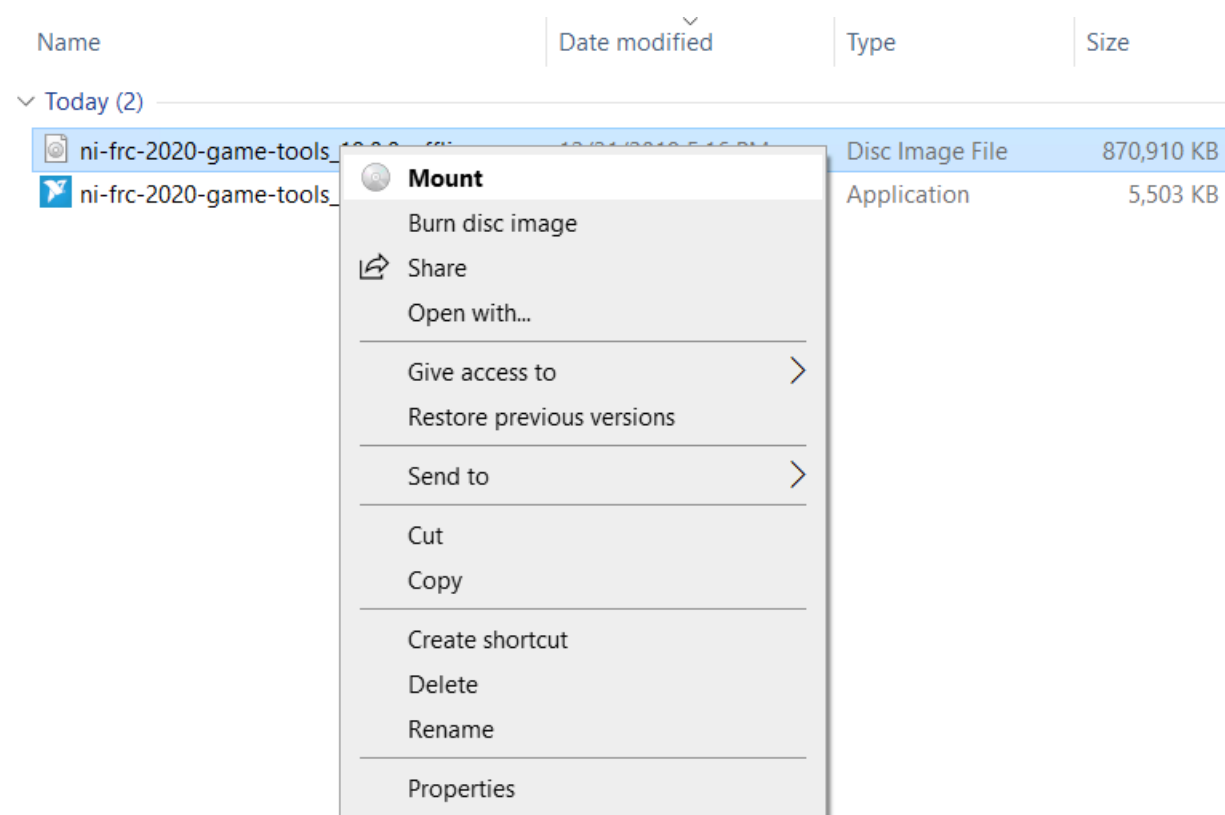 Name Date modified Type Size
Today (2)
ni-frc-2020-game-tools_ Disc Image File 870,910 KB
ni-frc-2020-game-tools_ Application 5,503 KB
Mount
Burn disc image
Share
Open with...
Give access to
Restore previous versions
Send to
Cut
Copy
Create shortcut
Delete
Rename
Properties